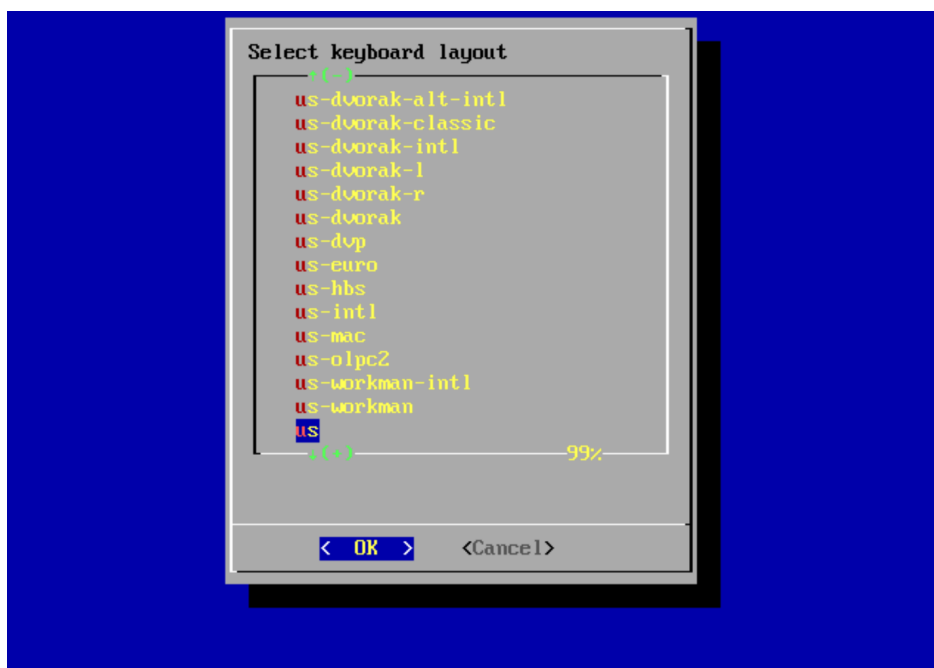 Select keyboard layout
↑(-)
us-dvorak-alt-intl
us-dvorak-classic
us-dvorak-intl
us-dvorak-l
us-dvorak-r
us-dvorak
us-dvp
us-euro
us-hbs
us-intl
us-mac
us-olpc2
us-workman-intl
us-workman
us
↓(+) 99%
< OK > <Cancel>